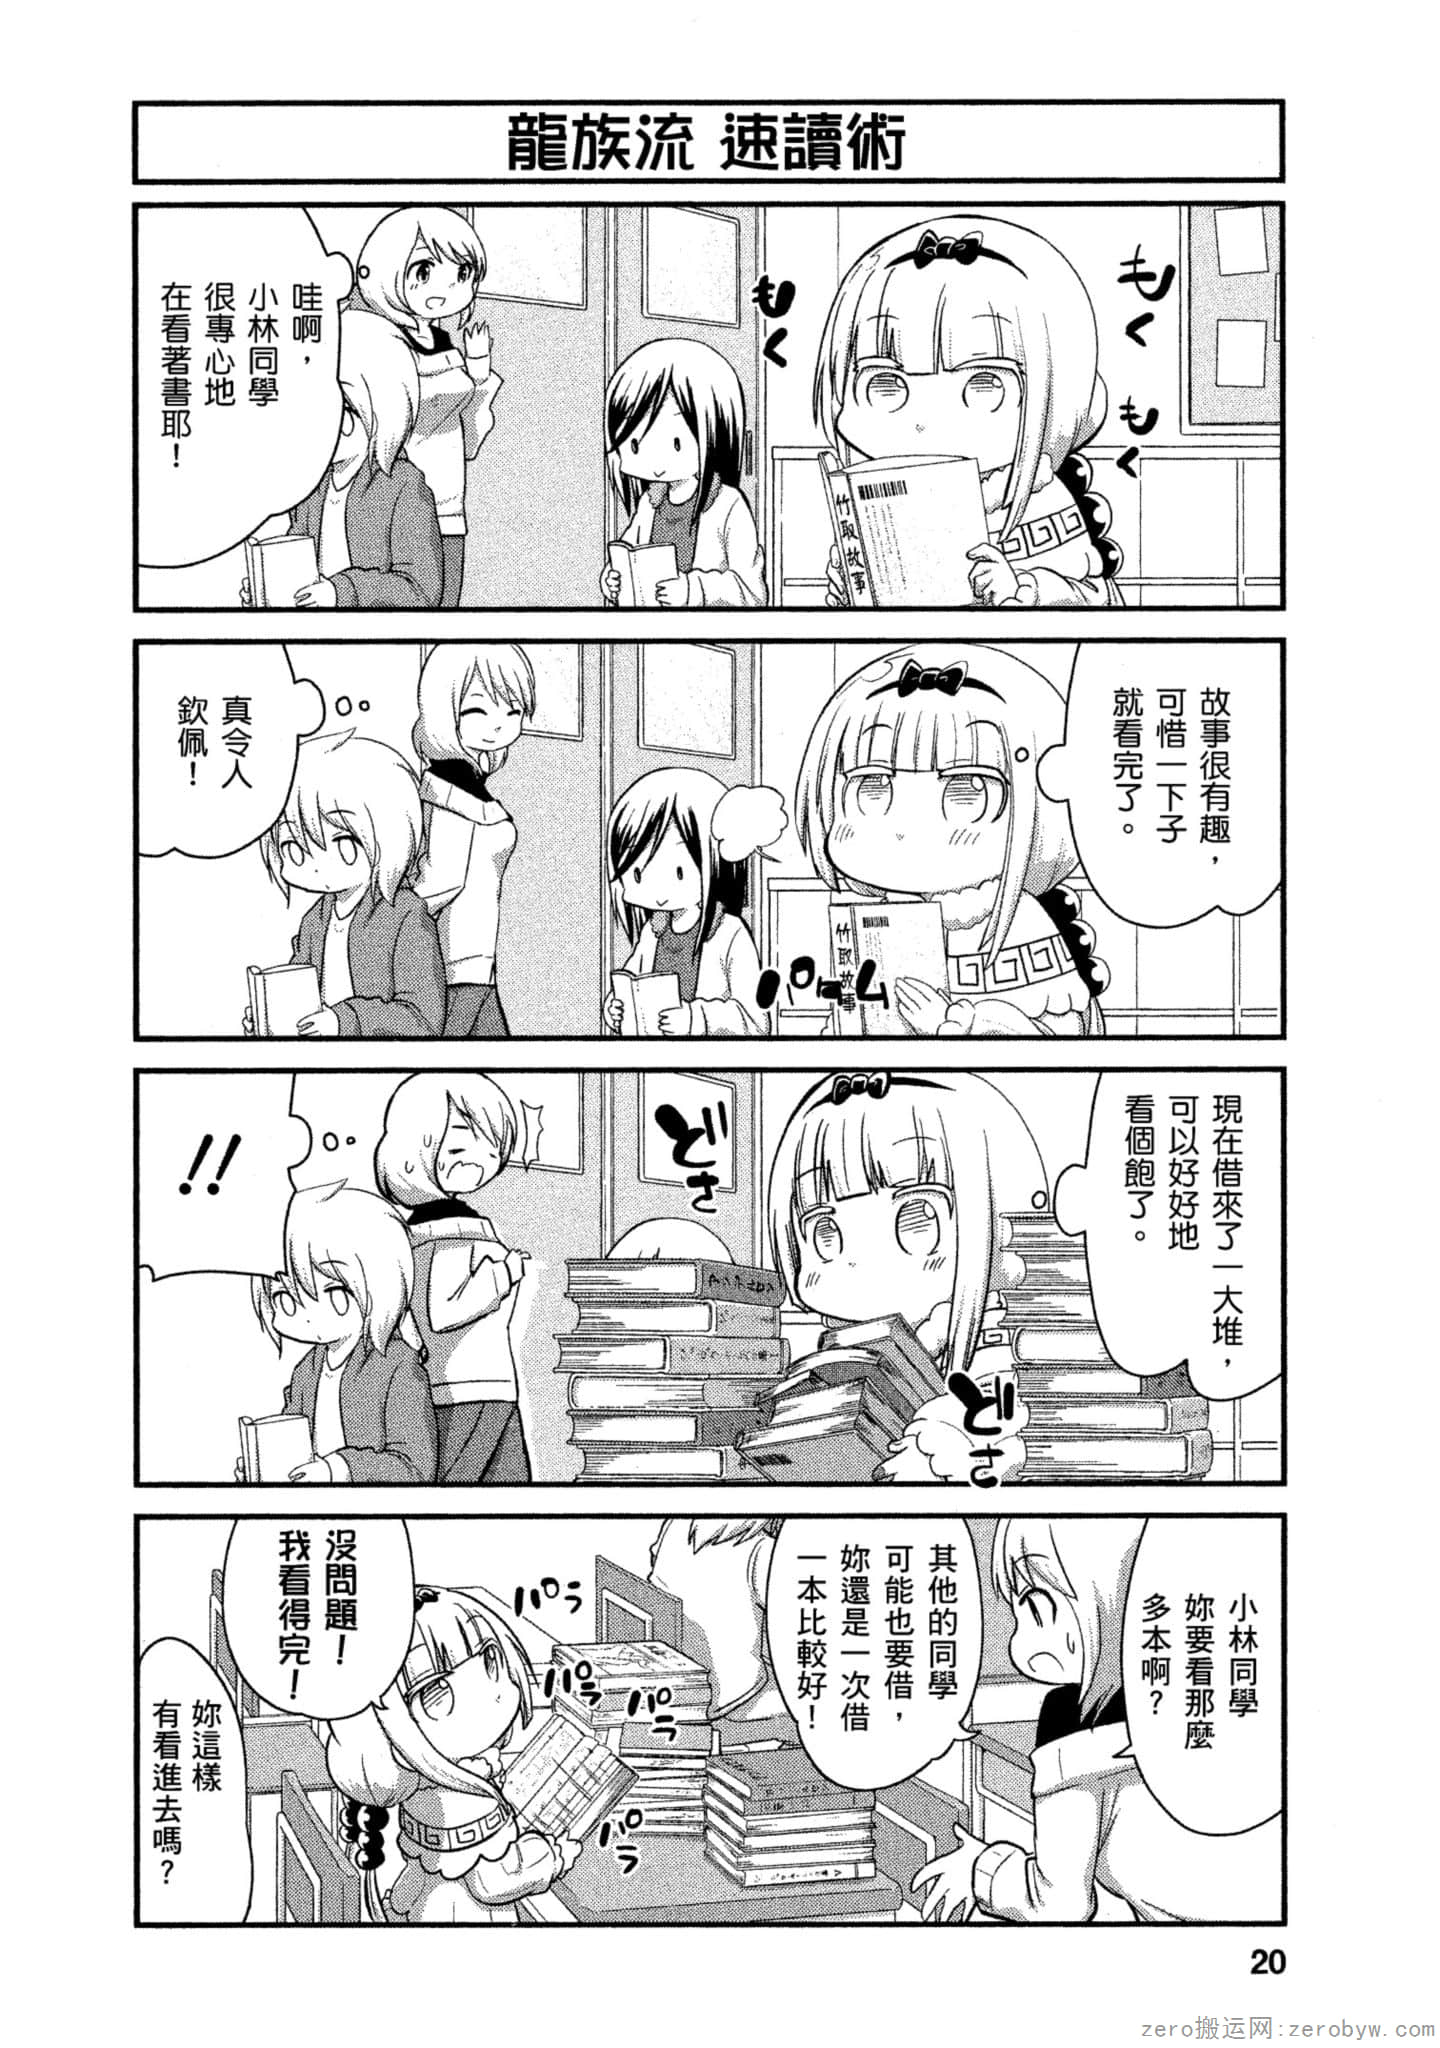 龍族流 速讀術
もく
もく
もく
竹取故事
哇啊，
小林同學
很專心地
在看著書耶！
故事很有趣，
可惜一下子
就看完了。
竹取故事
パタム
真令人
欽佩！
現在借來了一大堆，
可以好好地
看個飽了。
どさ
どさ
!!
小林同學
妳要看那麼
多本啊？
其他的同學
可能也要借，
妳還是一次借
一本比較好！
パラ
パラ
パラ
パラ
沒問題！
我看得完！
妳這樣
有看進去嗎？
20
zero搬运网:zerobyw.com